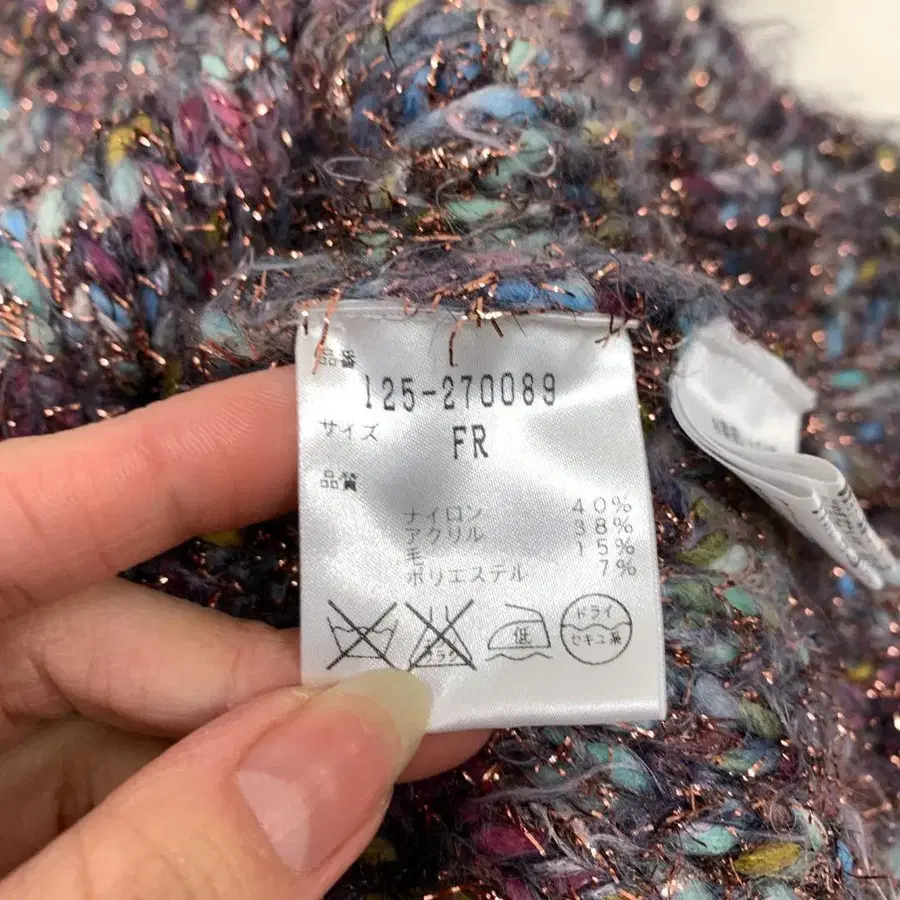 品番
125-270089
サイズ FR
品質
ナイロン 40%
アクリル 38%
毛 15%
ポリエステル 7%
低
ドライ
セキユ系